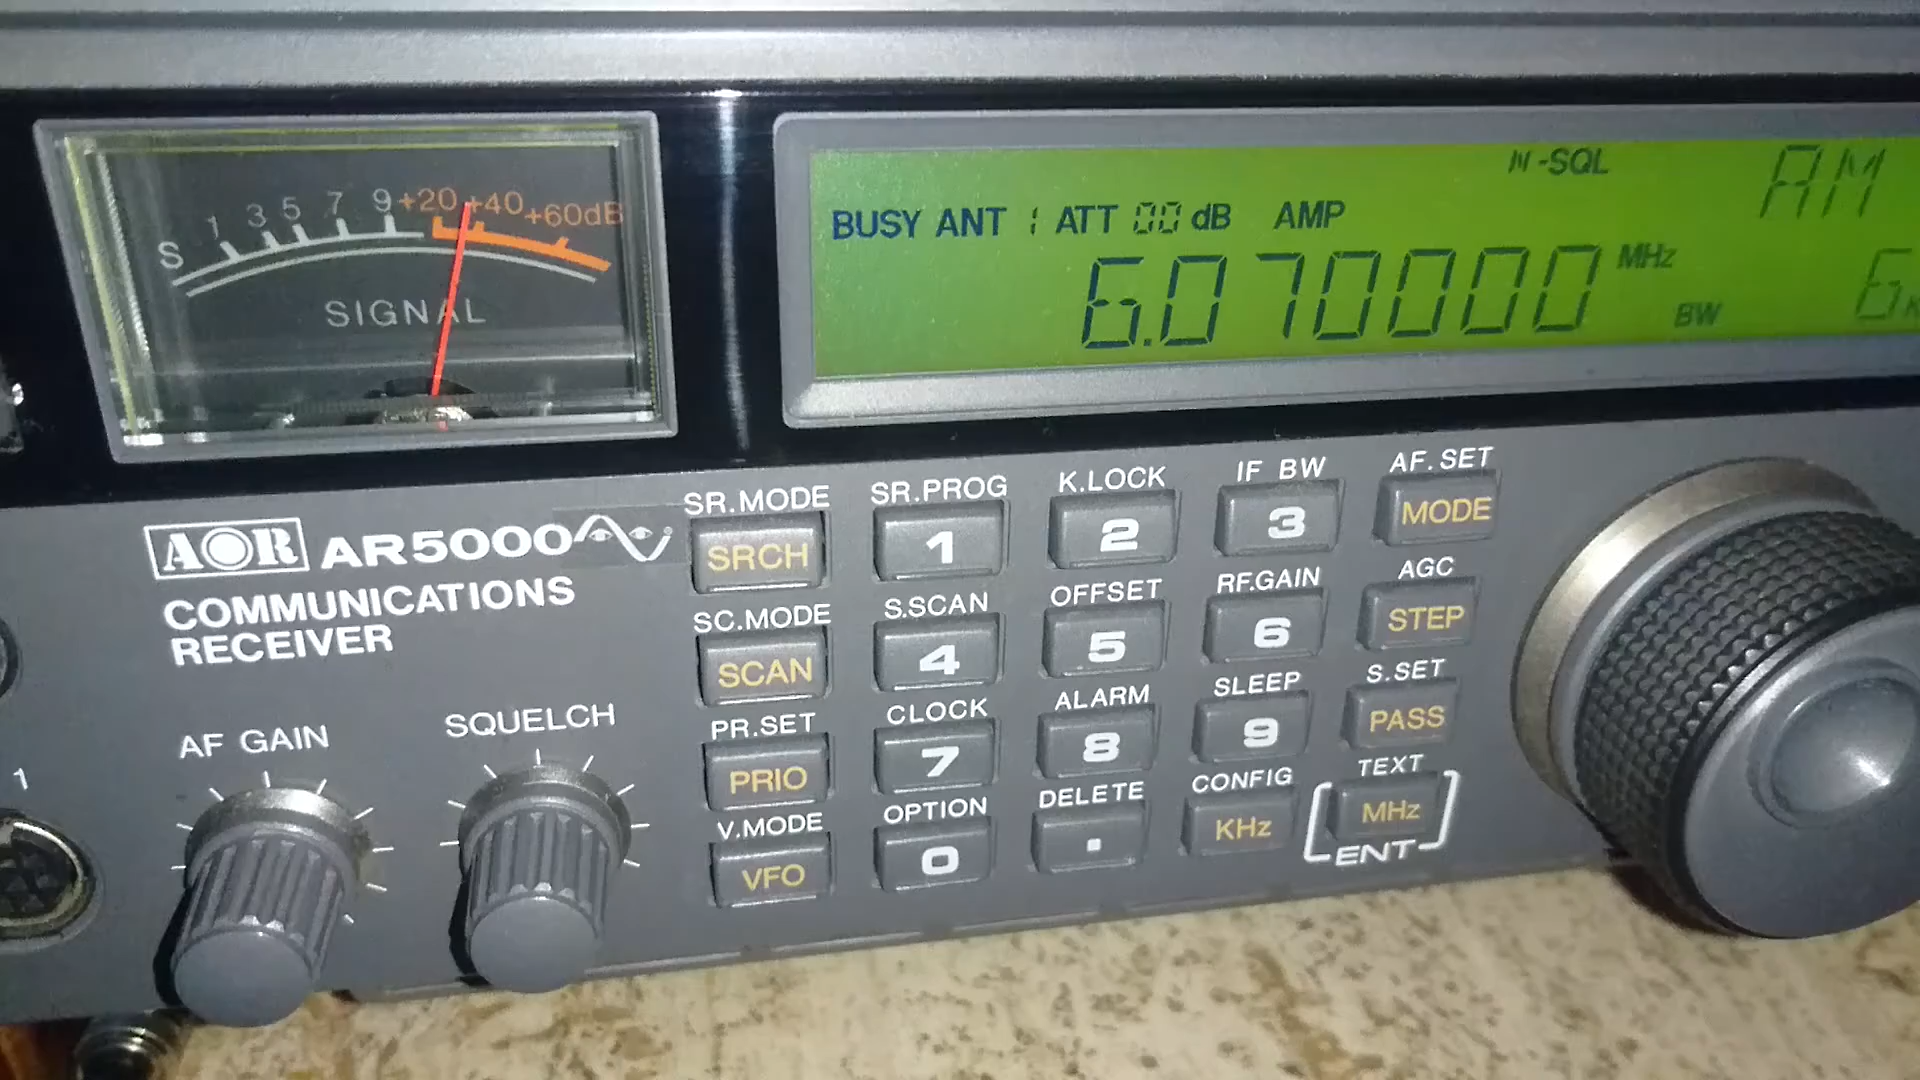 S 1 3 5 7 9 +20 +40 +60dB
SIGNAL
N-SQL AM
BUSY ANT 1 ATT 00 dB AMP
6.070000 MHz
BW 6
AOR AR5000
COMMUNICATIONS
RECEIVER
AF GAIN
SQUELCH
1
SR.MODE SR.PROG K.LOCK IF BW AF.SET
SRCH 1 2 3 MODE
SC.MODE S.SCAN OFFSET RF.GAIN AGC
SCAN 4 5 6 STEP
PR.SET CLOCK ALARM SLEEP S.SET
PRIO 7 8 9 PASS
V.MODE OPTION DELETE CONFIG TEXT
VFO 0 . KHz MHz
ENT